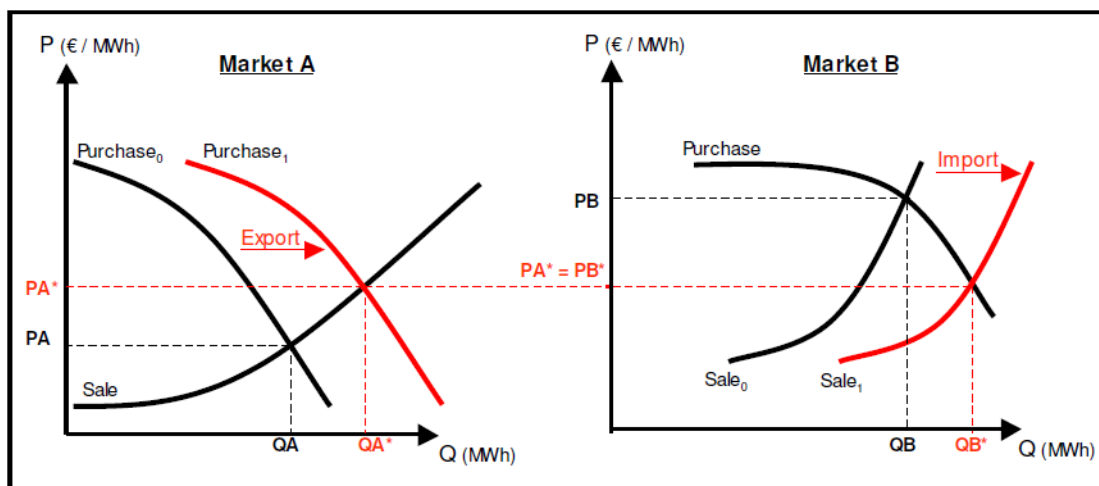 P (€ / MWh)
Market A
Purchase₀
Purchase₁
Export
PA*
PA
Sale
QA
QA*
Q (MWh)
P (€ / MWh)
Market B
Purchase
Import
PB
PA* = PB*
Sale₀
Sale₁
QB
QB*
Q (MWh)